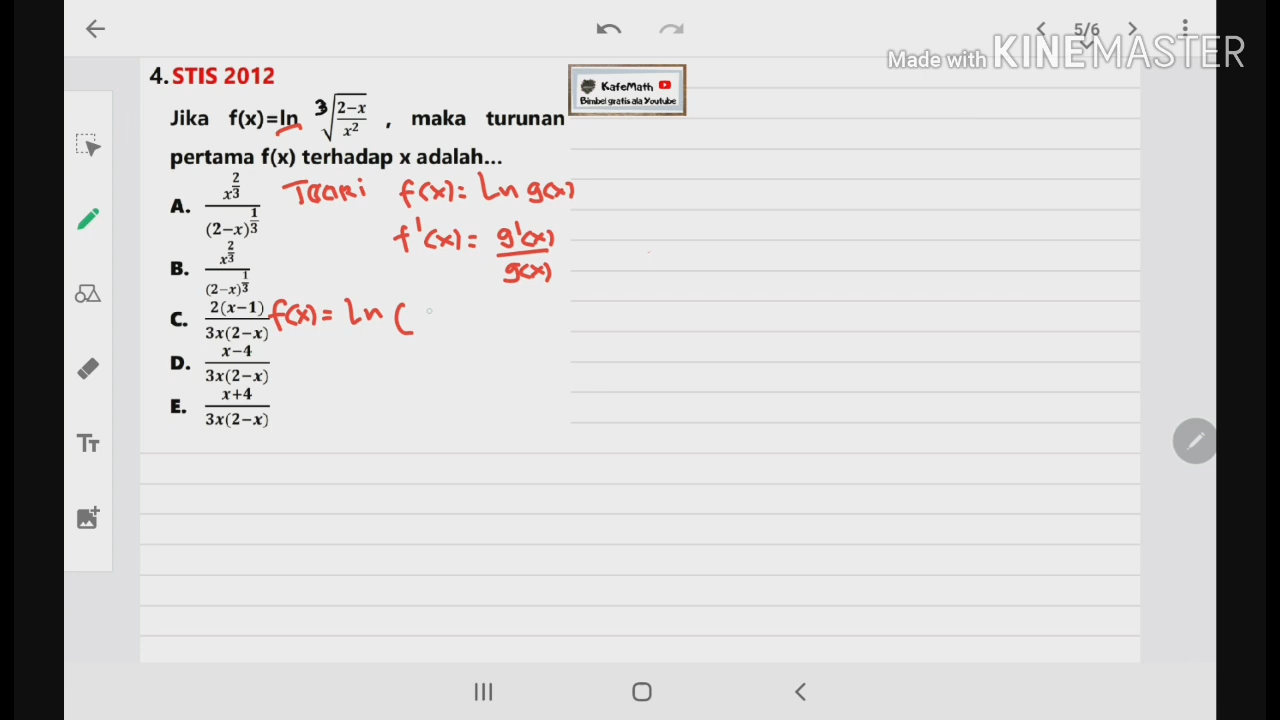 5/6
Made with KINEMASTER
4. STIS 2012
KafeMath
Bimbel gratis ala Youtube
Jika f(x)=ln ∛((2−x)/x²) , maka turunan
pertama f(x) terhadap x adalah...
A. x^(2/3) / (2−x)^(1/3)
B. x^(2/3) / (2−x)^(1/3)
C. 2(x−1) / 3x(2−x)
D. x−4 / 3x(2−x)
E. x+4 / 3x(2−x)
TEORI f(x) = Ln g(x)
f'(x) = g'(x) / g(x)
f(x) = Ln (
Tт